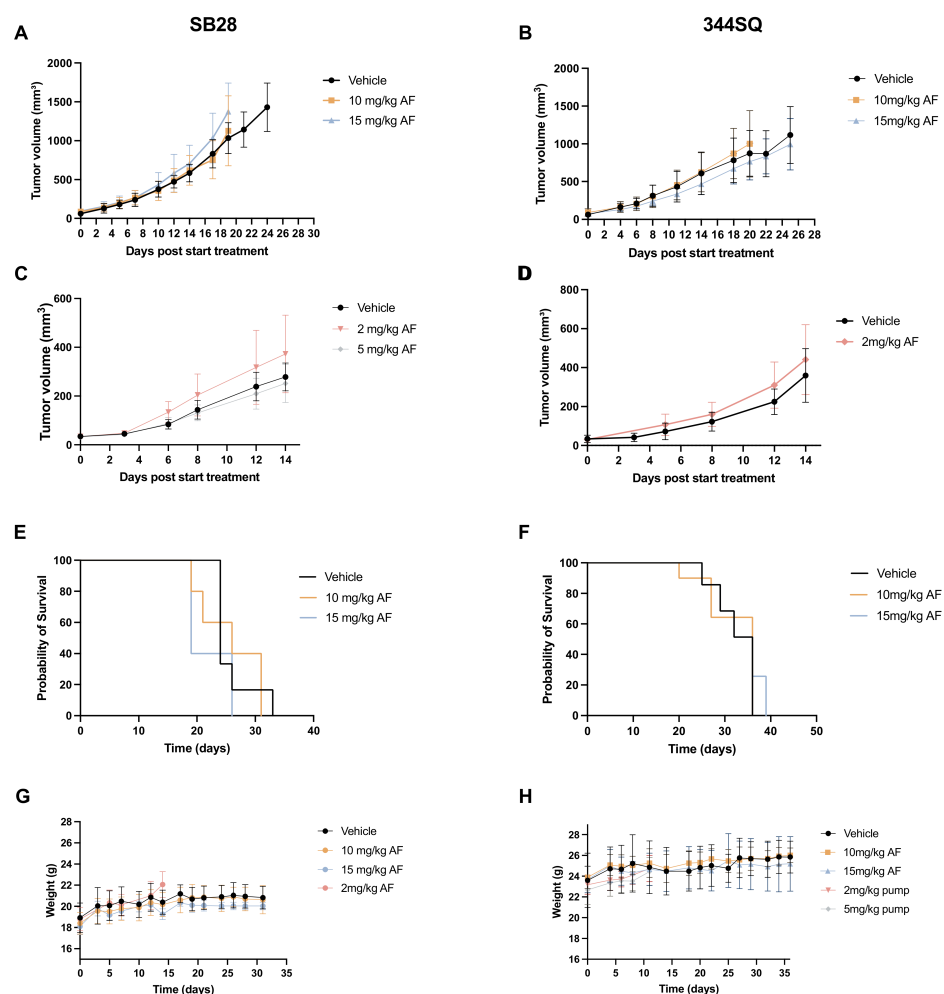 SB28
344SQ
A
Tumor volume (mm³)
2000
1500
1000
500
0
0 2 4 6 8 10 12 14 16 18 20 22 24 26 28 30
Days post start treatment
Vehicle
10 mg/kg AF
15 mg/kg AF
B
Tumor volume (mm³)
2000
1500
1000
500
0
0 2 4 6 8 10 12 14 16 18 20 22 24 26 28
Days post start treatment
Vehicle
10mg/kg AF
15mg/kg AF
C
Tumor volume (mm³)
600
400
200
0
0 2 4 6 8 10 12 14
Days post start treatment
Vehicle
2 mg/kg AF
5 mg/kg AF
D
Tumor volume (mm³)
800
600
400
200
0
0 2 4 6 8 10 12 14
Days post start treatment
Vehicle
2mg/kg AF
E
Probability of Survival
100
80
60
40
20
0
0 10 20 30 40
Time (days)
Vehicle
10 mg/kg AF
15 mg/kg AF
F
Probability of Survival
100
80
60
40
20
0
0 10 20 30 40 50
Time (days)
Vehicle
10mg/kg AF
15mg/kg AF
G
Weight (g)
28
26
24
22
20
18
16
0 5 10 15 20 25 30 35
Time (days)
Vehicle
10 mg/kg AF
15 mg/kg AF
2mg/kg AF
H
Weight (g)
28
26
24
22
20
18
16
0 5 10 15 20 25 30 35
Time (days)
Vehicle
10mg/kg AF
15mg/kg AF
2mg/kg pump
5mg/kg pump